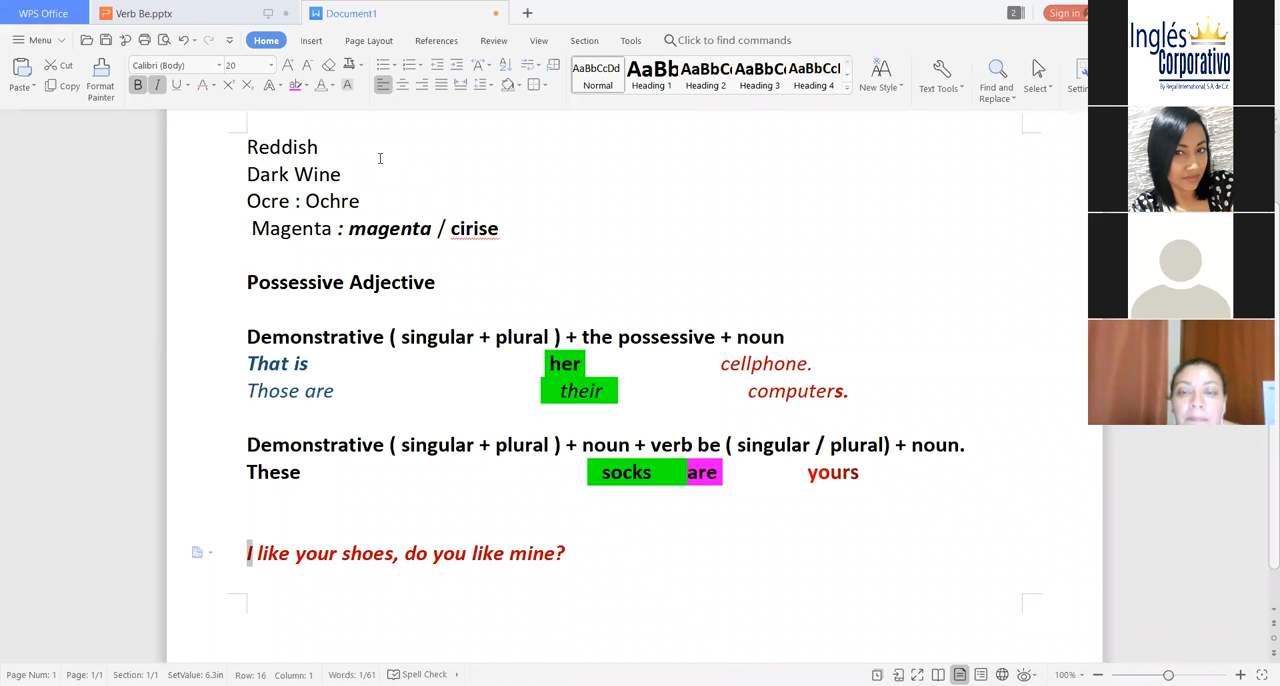 WPS Office
Verb Be.pptx
Document1
2
Sign in
Menu
Home
Insert
Page Layout
References
Review
View
Section
Tools
Click to find commands
Paste
Cut
Copy
Format Painter
Calibri (Body)
20
AaBbCcDd
Normal
AaBb
Heading 1
AaBbC
Heading 2
AaBbC
Heading 3
AaBbCcl
Heading 4
New Style
Text Tools
Find and Replace
Select
Reddish
Dark Wine
Ocre : Ochre
Magenta : magenta / cirise
Possessive Adjective
Demonstrative ( singular + plural ) + the possessive + noun
That is her cellphone.
Those are their computers.
Demonstrative ( singular + plural ) + noun + verb be ( singular / plural) + noun.
These socks are yours
I like your shoes, do you like mine?
Page Num: 1
Page: 1/1
Section: 1/1
SetValue: 6.3in
Row: 16
Column: 1
Words: 1/61
Spell Check
100%
Inglés
Corporativo
By Regal International, S.A. de C.V.